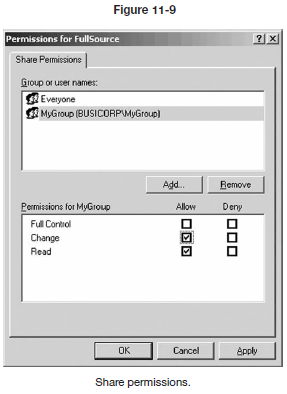 Figure 11-9
Permissions for FullSource
Share Permissions
Group or user names:
Everyone
MyGroup (BUSICORP\MyGroup)
Add... Remove
Permissions for MyGroup Allow Deny
Full Control
Change
Read
OK Cancel Apply
Share permissions.